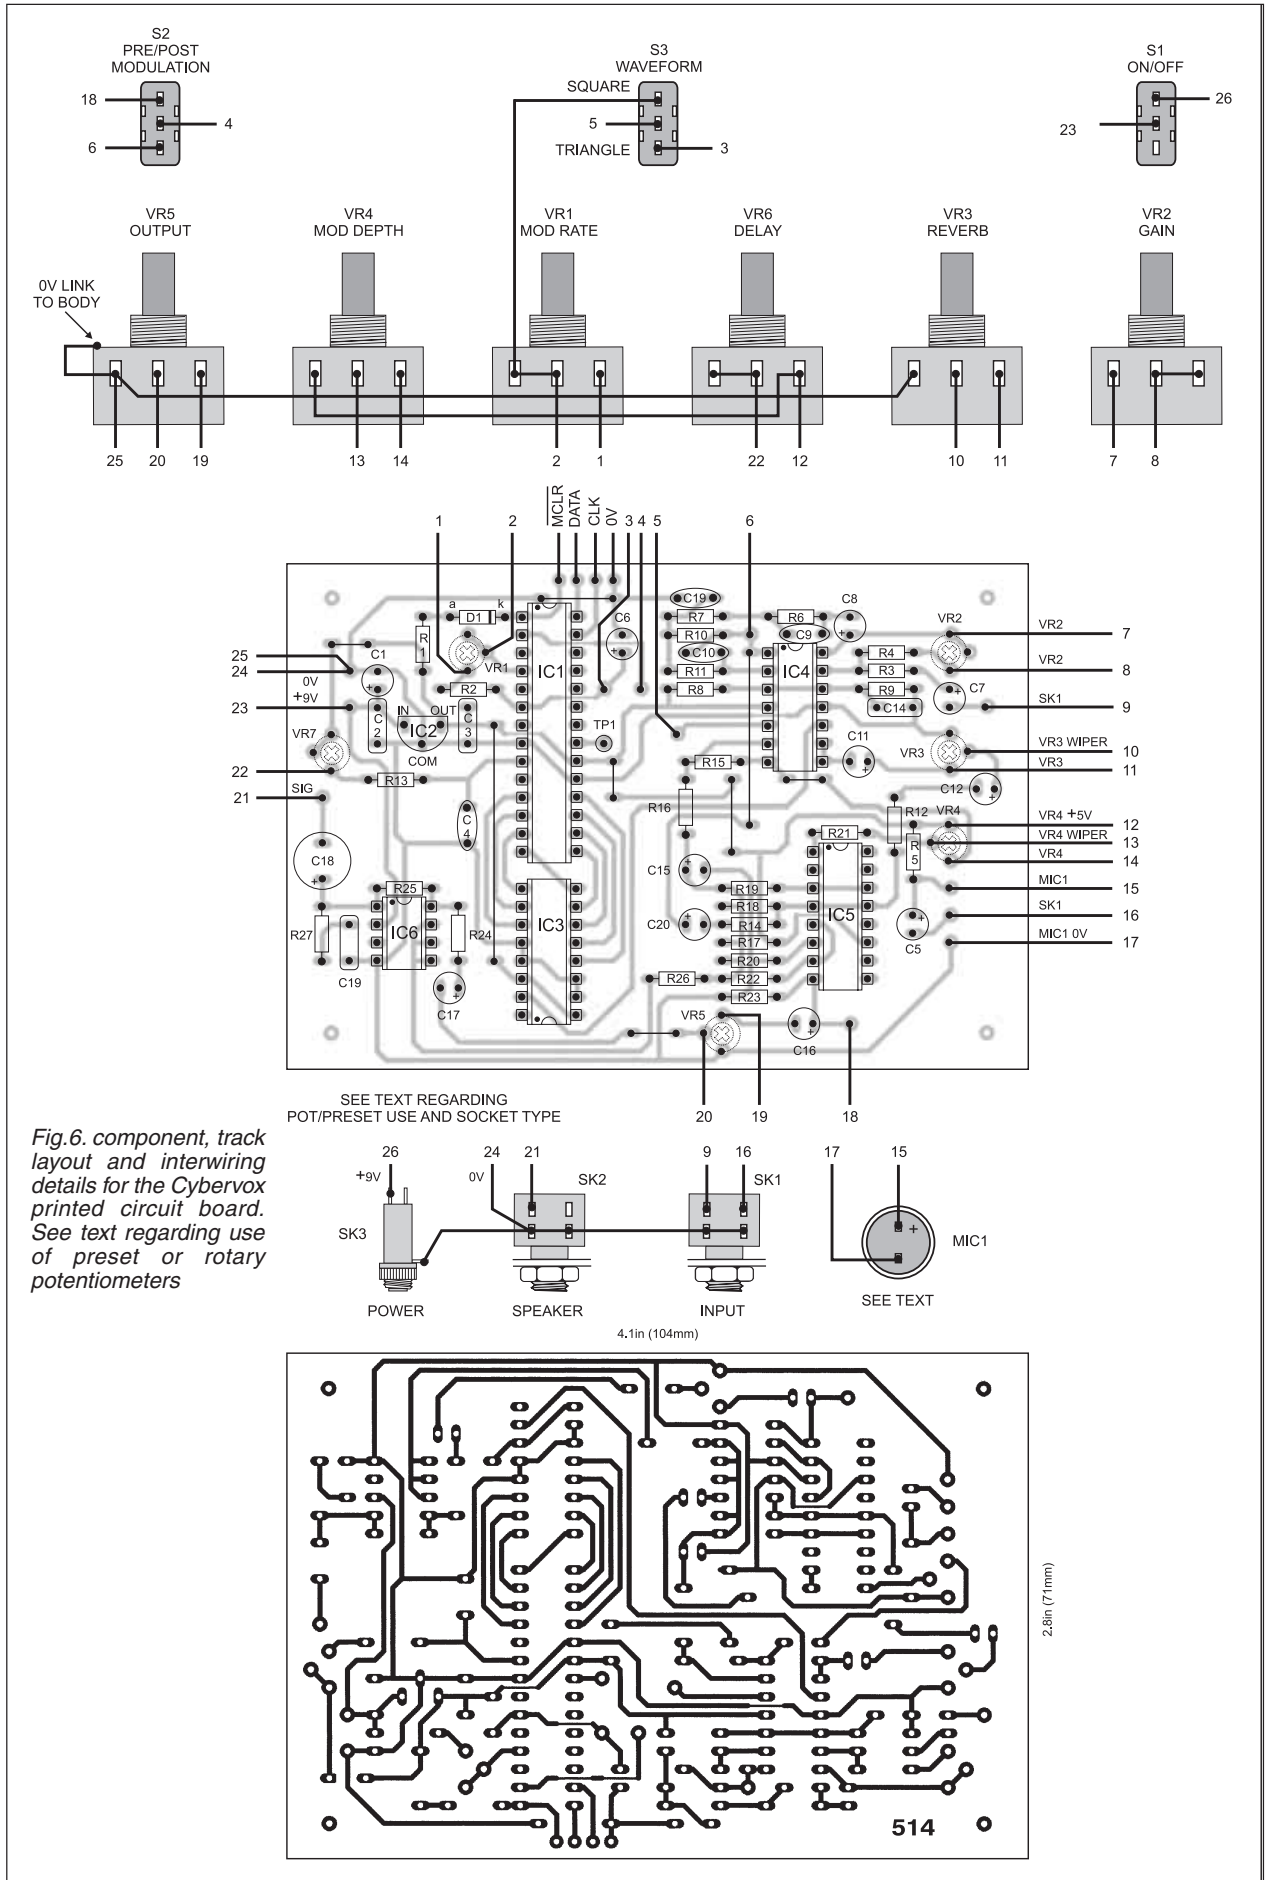 S2
PRE/POST
MODULATION
18
4
6
S3
WAVEFORM
SQUARE
5
TRIANGLE
3
S1
ON/OFF
26
23
VR5
OUTPUT
VR4
MOD DEPTH
VR1
MOD RATE
VR6
DELAY
VR3
REVERB
VR2
GAIN
0V LINK
TO BODY
25 20 19 13 14 2 1 22 12 10 11 7 8
1 2 MCLR DATA CLK 0V 3 4 5 6
a D1 k
R1
VR1
IC1
C6
C19
R7
R10
C10
R11
R8
R6
C8
C9
IC4
R4
R3
R9
C14
VR2
C7
VR2 7
VR2 8
SK1 9
VR3 WIPER 10
VR3 11
25
24
0V
+9V
23
VR7
22
21
SIG
C1
C2
R2
IN OUT
IC2
COM
C3
R13
C4
TP1
R15
R16
C11
VR3
C12
R12
R5
VR4
VR4 +5V 12
VR4 WIPER 13
VR4 14
MIC1 15
SK1 16
MIC1 0V 17
C18
R25
R27
C19
IC6
R24
C17
IC3
C15
C20
R21
R19
R18
R14
R17
R20
R22
R23
R26
IC5
C5
VR5
C16
20 19 18
SEE TEXT REGARDING
POT/PRESET USE AND SOCKET TYPE
Fig.6. component, track
layout and interwiring
details for the Cybervox
printed circuit board.
See text regarding use
of preset or rotary
potentiometers
26
+9V
SK3
POWER
24
0V
21
SK2
SPEAKER
9 16
SK1
INPUT
17 15
+
MIC1
SEE TEXT
4.1in (104mm)
2.8in (71mm)
514